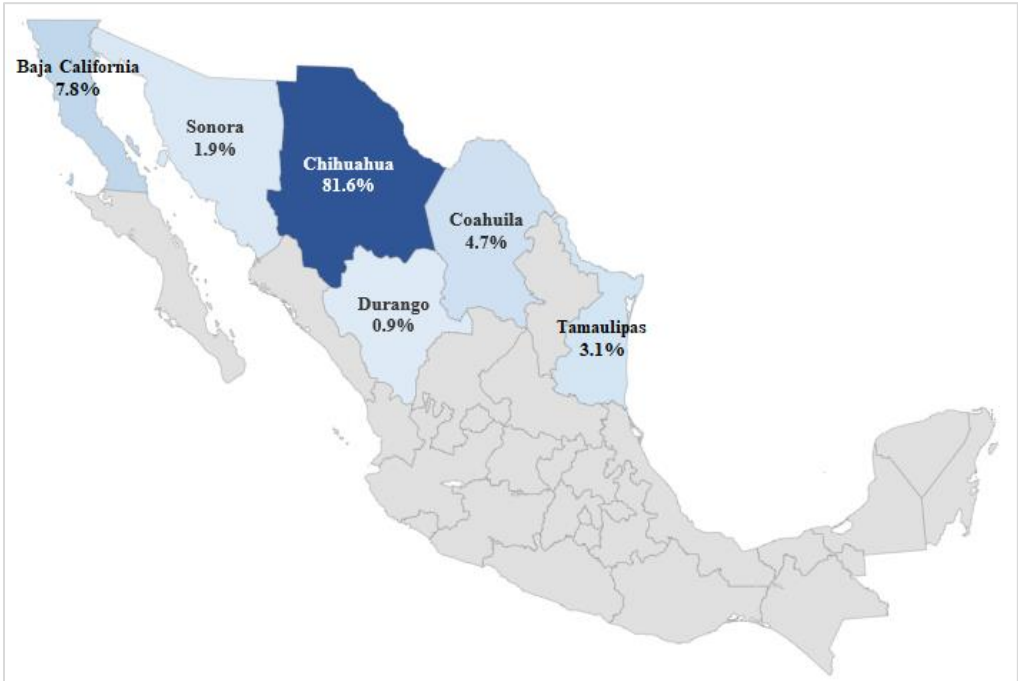 Baja California
7.8%
Sonora
1.9%
Chihuahua
81.6%
Coahuila
4.7%
Durango
0.9%
Tamaulipas
3.1%